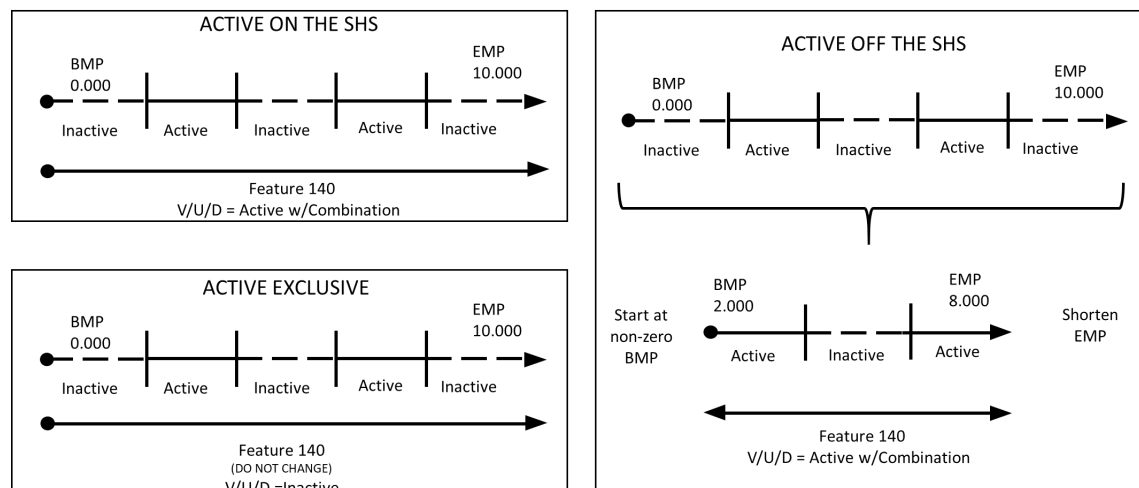 ACTIVE ON THE SHS
BMP
0.000
EMP
10.000
Inactive
Active
Inactive
Active
Inactive
Feature 140
V/U/D = Active w/Combination
ACTIVE EXCLUSIVE
BMP
0.000
EMP
10.000
Inactive
Active
Inactive
Active
Inactive
Feature 140
(DO NOT CHANGE)
V/U/D =Inactive
ACTIVE OFF THE SHS
BMP
0.000
EMP
10.000
Inactive
Active
Inactive
Active
Inactive
Start at
non-zero
BMP
BMP
2.000
EMP
8.000
Shorten
EMP
Active
Inactive
Active
Feature 140
V/U/D = Active w/Combination